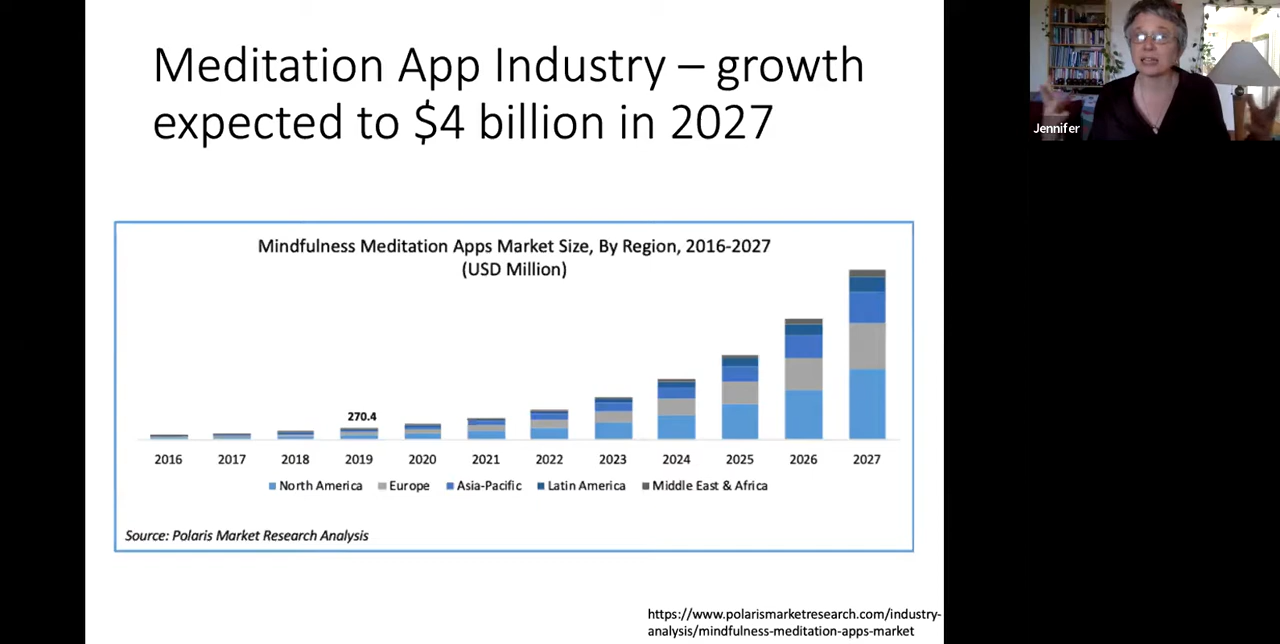 Meditation App Industry – growth
expected to $4 billion in 2027
Jennifer
Mindfulness Meditation Apps Market Size, By Region, 2016-2027
(USD Million)
270.4
2016 2017 2018 2019 2020 2021 2022 2023 2024 2025 2026 2027
North America Europe Asia-Pacific Latin America Middle East & Africa
Source: Polaris Market Research Analysis
https://www.polarismarketresearch.com/industry-
analysis/mindfulness-meditation-apps-market